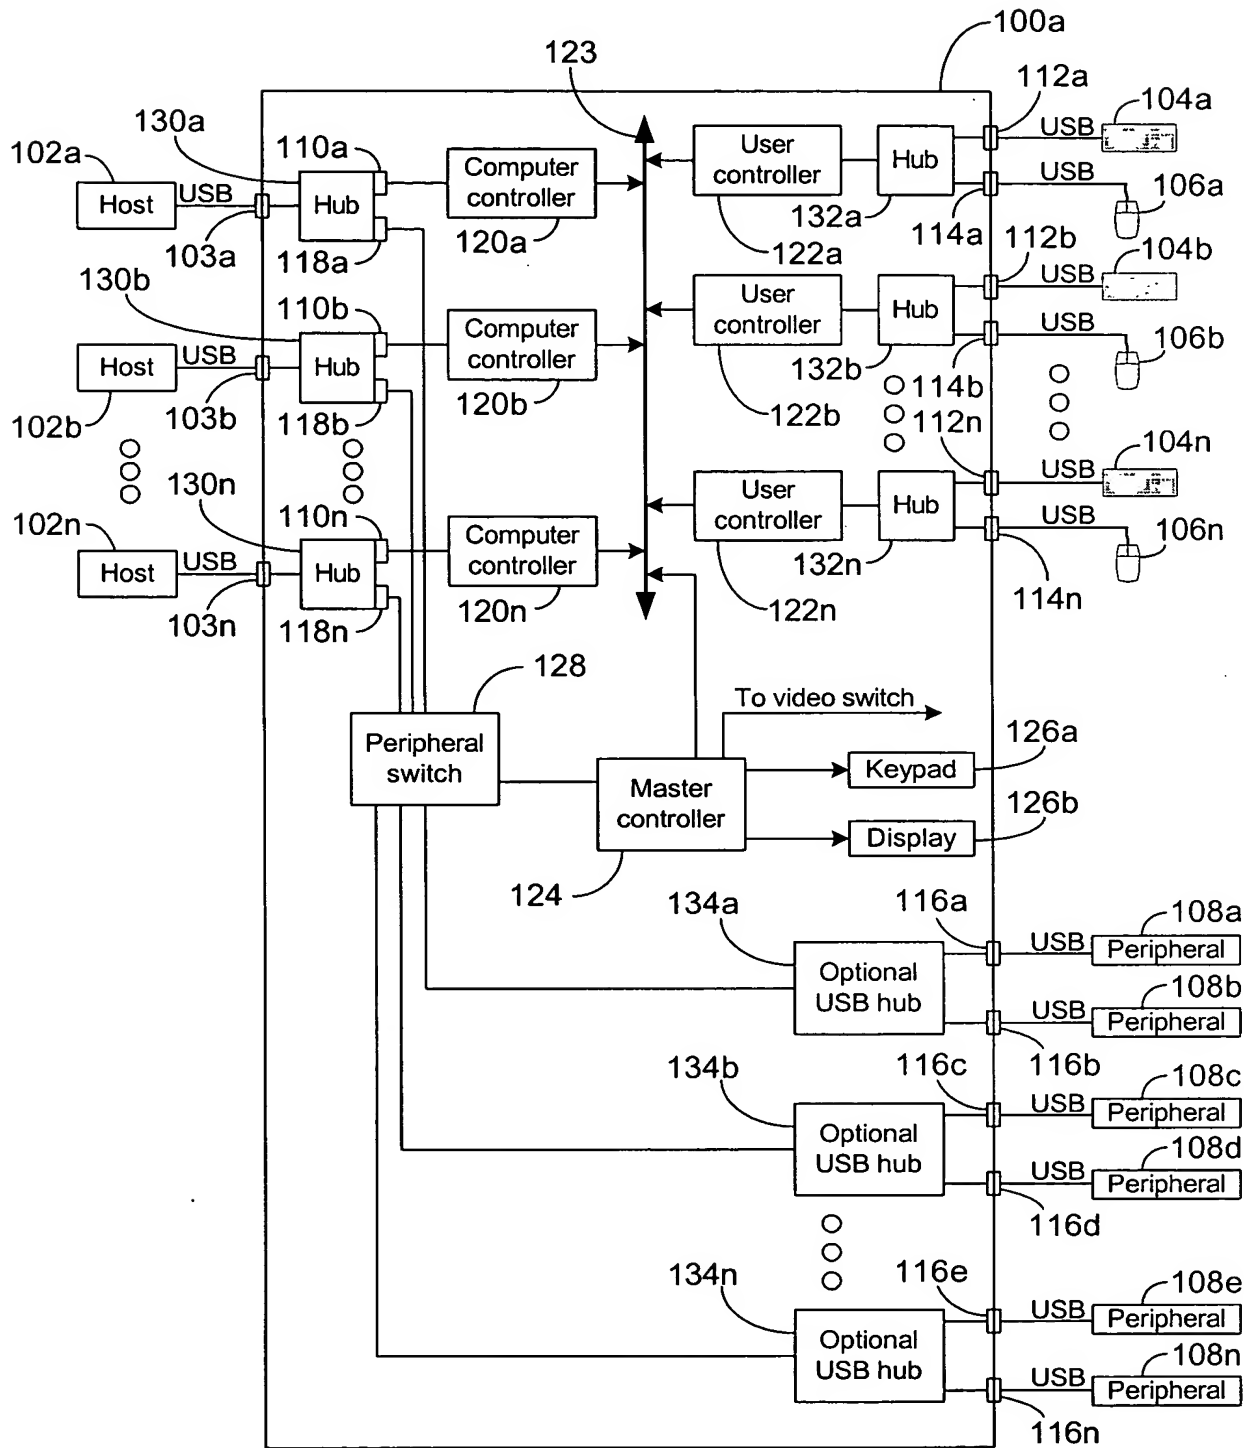 100a
123
112a
104a
130a
110a
USB
102a
USB
Host
Hub
Computer
controller
User
controller
Hub
106a
103a
118a
120a
122a
132a
114a
112b
104b
130b
110b
USB
USB
Host
Hub
Computer
controller
User
controller
Hub
USB
106b
102b
103b
118b
120b
122b
132b
114b
112n
104n
130n
110n
USB
102n
USB
Host
Hub
Computer
controller
User
controller
Hub
USB
106n
103n
118n
120n
122n
132n
114n
USB
128
To video switch
Peripheral
switch
126a
Keypad
Master
controller
126b
Display
124
134a
116a
108a
USB
Peripheral
Optional
USB hub
108b
USB
Peripheral
116b
134b
116c
108c
USB
Peripheral
Optional
USB hub
108d
USB
Peripheral
116d
134n
116e
108e
USB
Peripheral
Optional
USB hub
108n
USB
Peripheral
116n